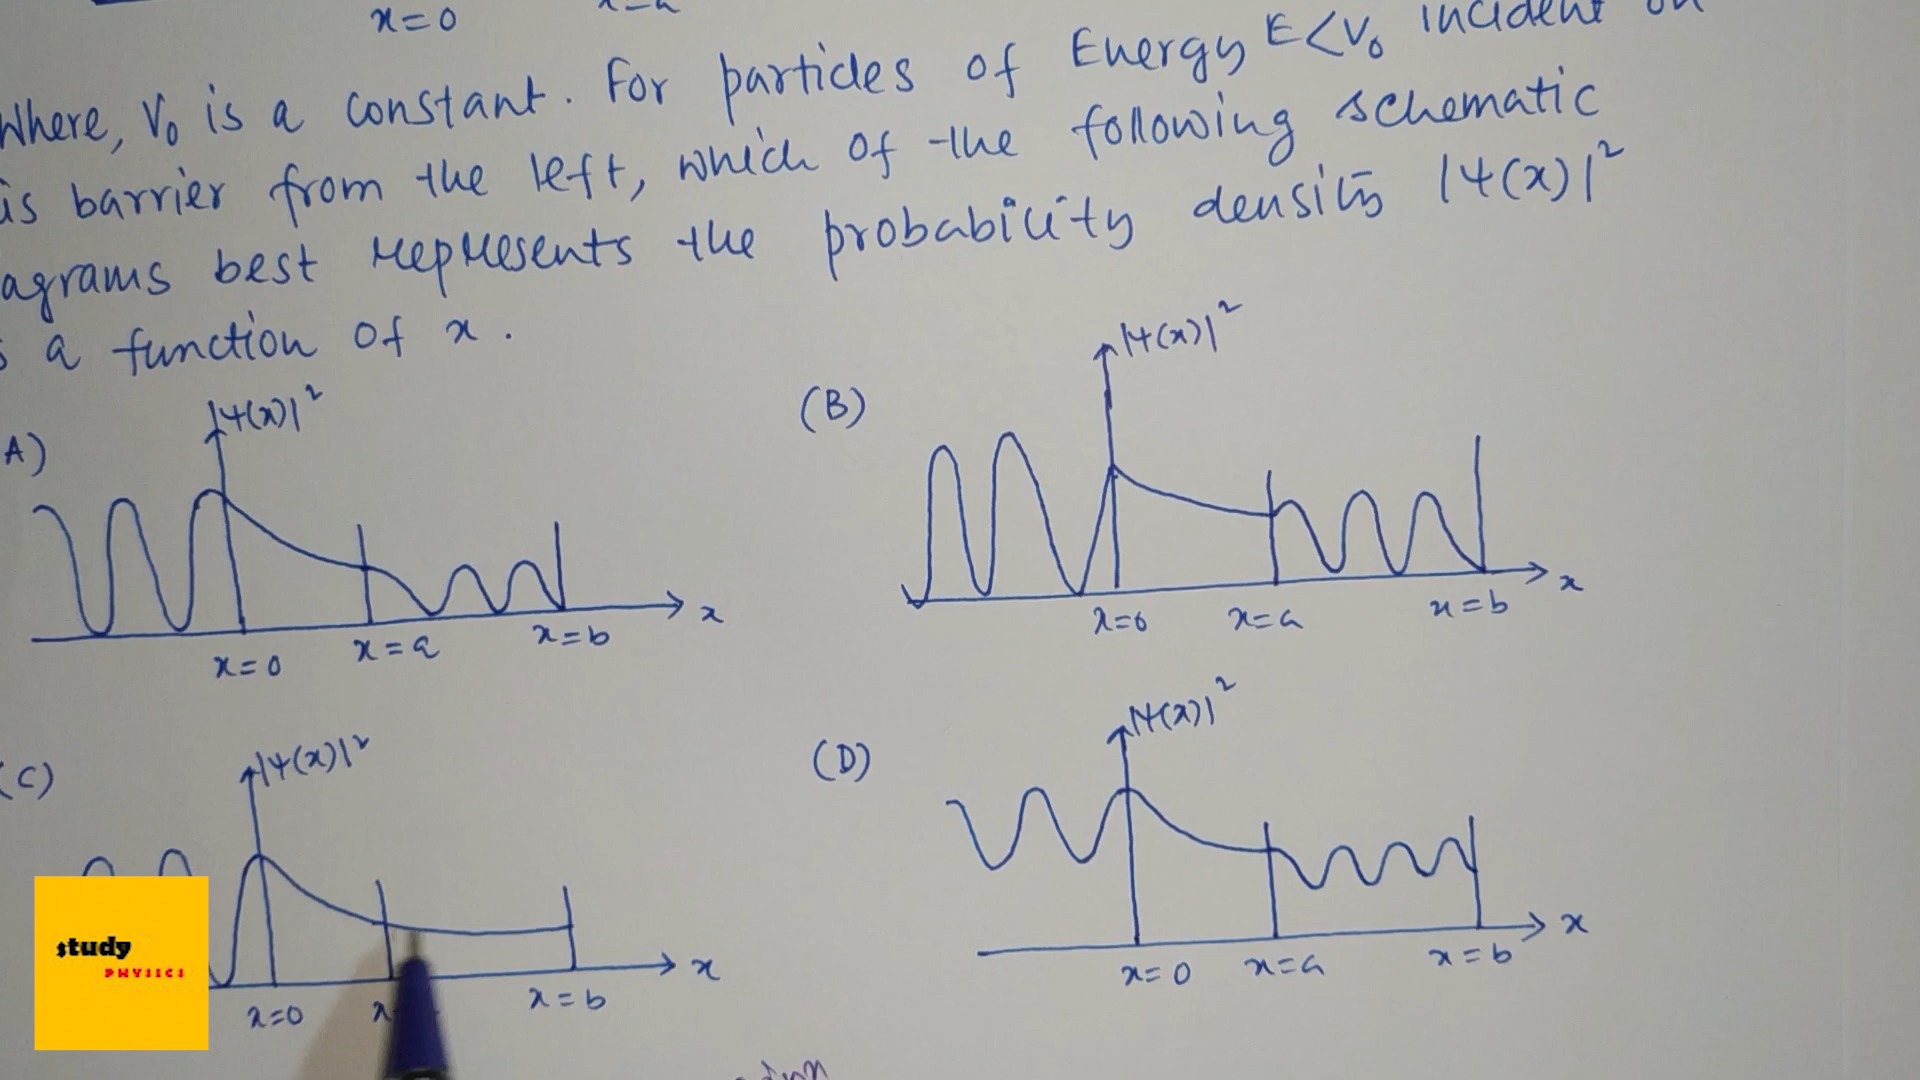 x=0
Where, V₀ is a constant. For particles of Energy E<V₀ incident on
is barrier from the left, which of the following schematic
agrams best represents the probability density |Ψ(x)|²
s a function of x.
A) |Ψ(x)|²
x=0 x=a x=b x
(B) |Ψ(x)|²
x=0 x=a x=b x
(C) |Ψ(x)|²
x=0 x x=b x
(D) |Ψ(x)|²
x=0 x=a x=b x
study
PHYSICS